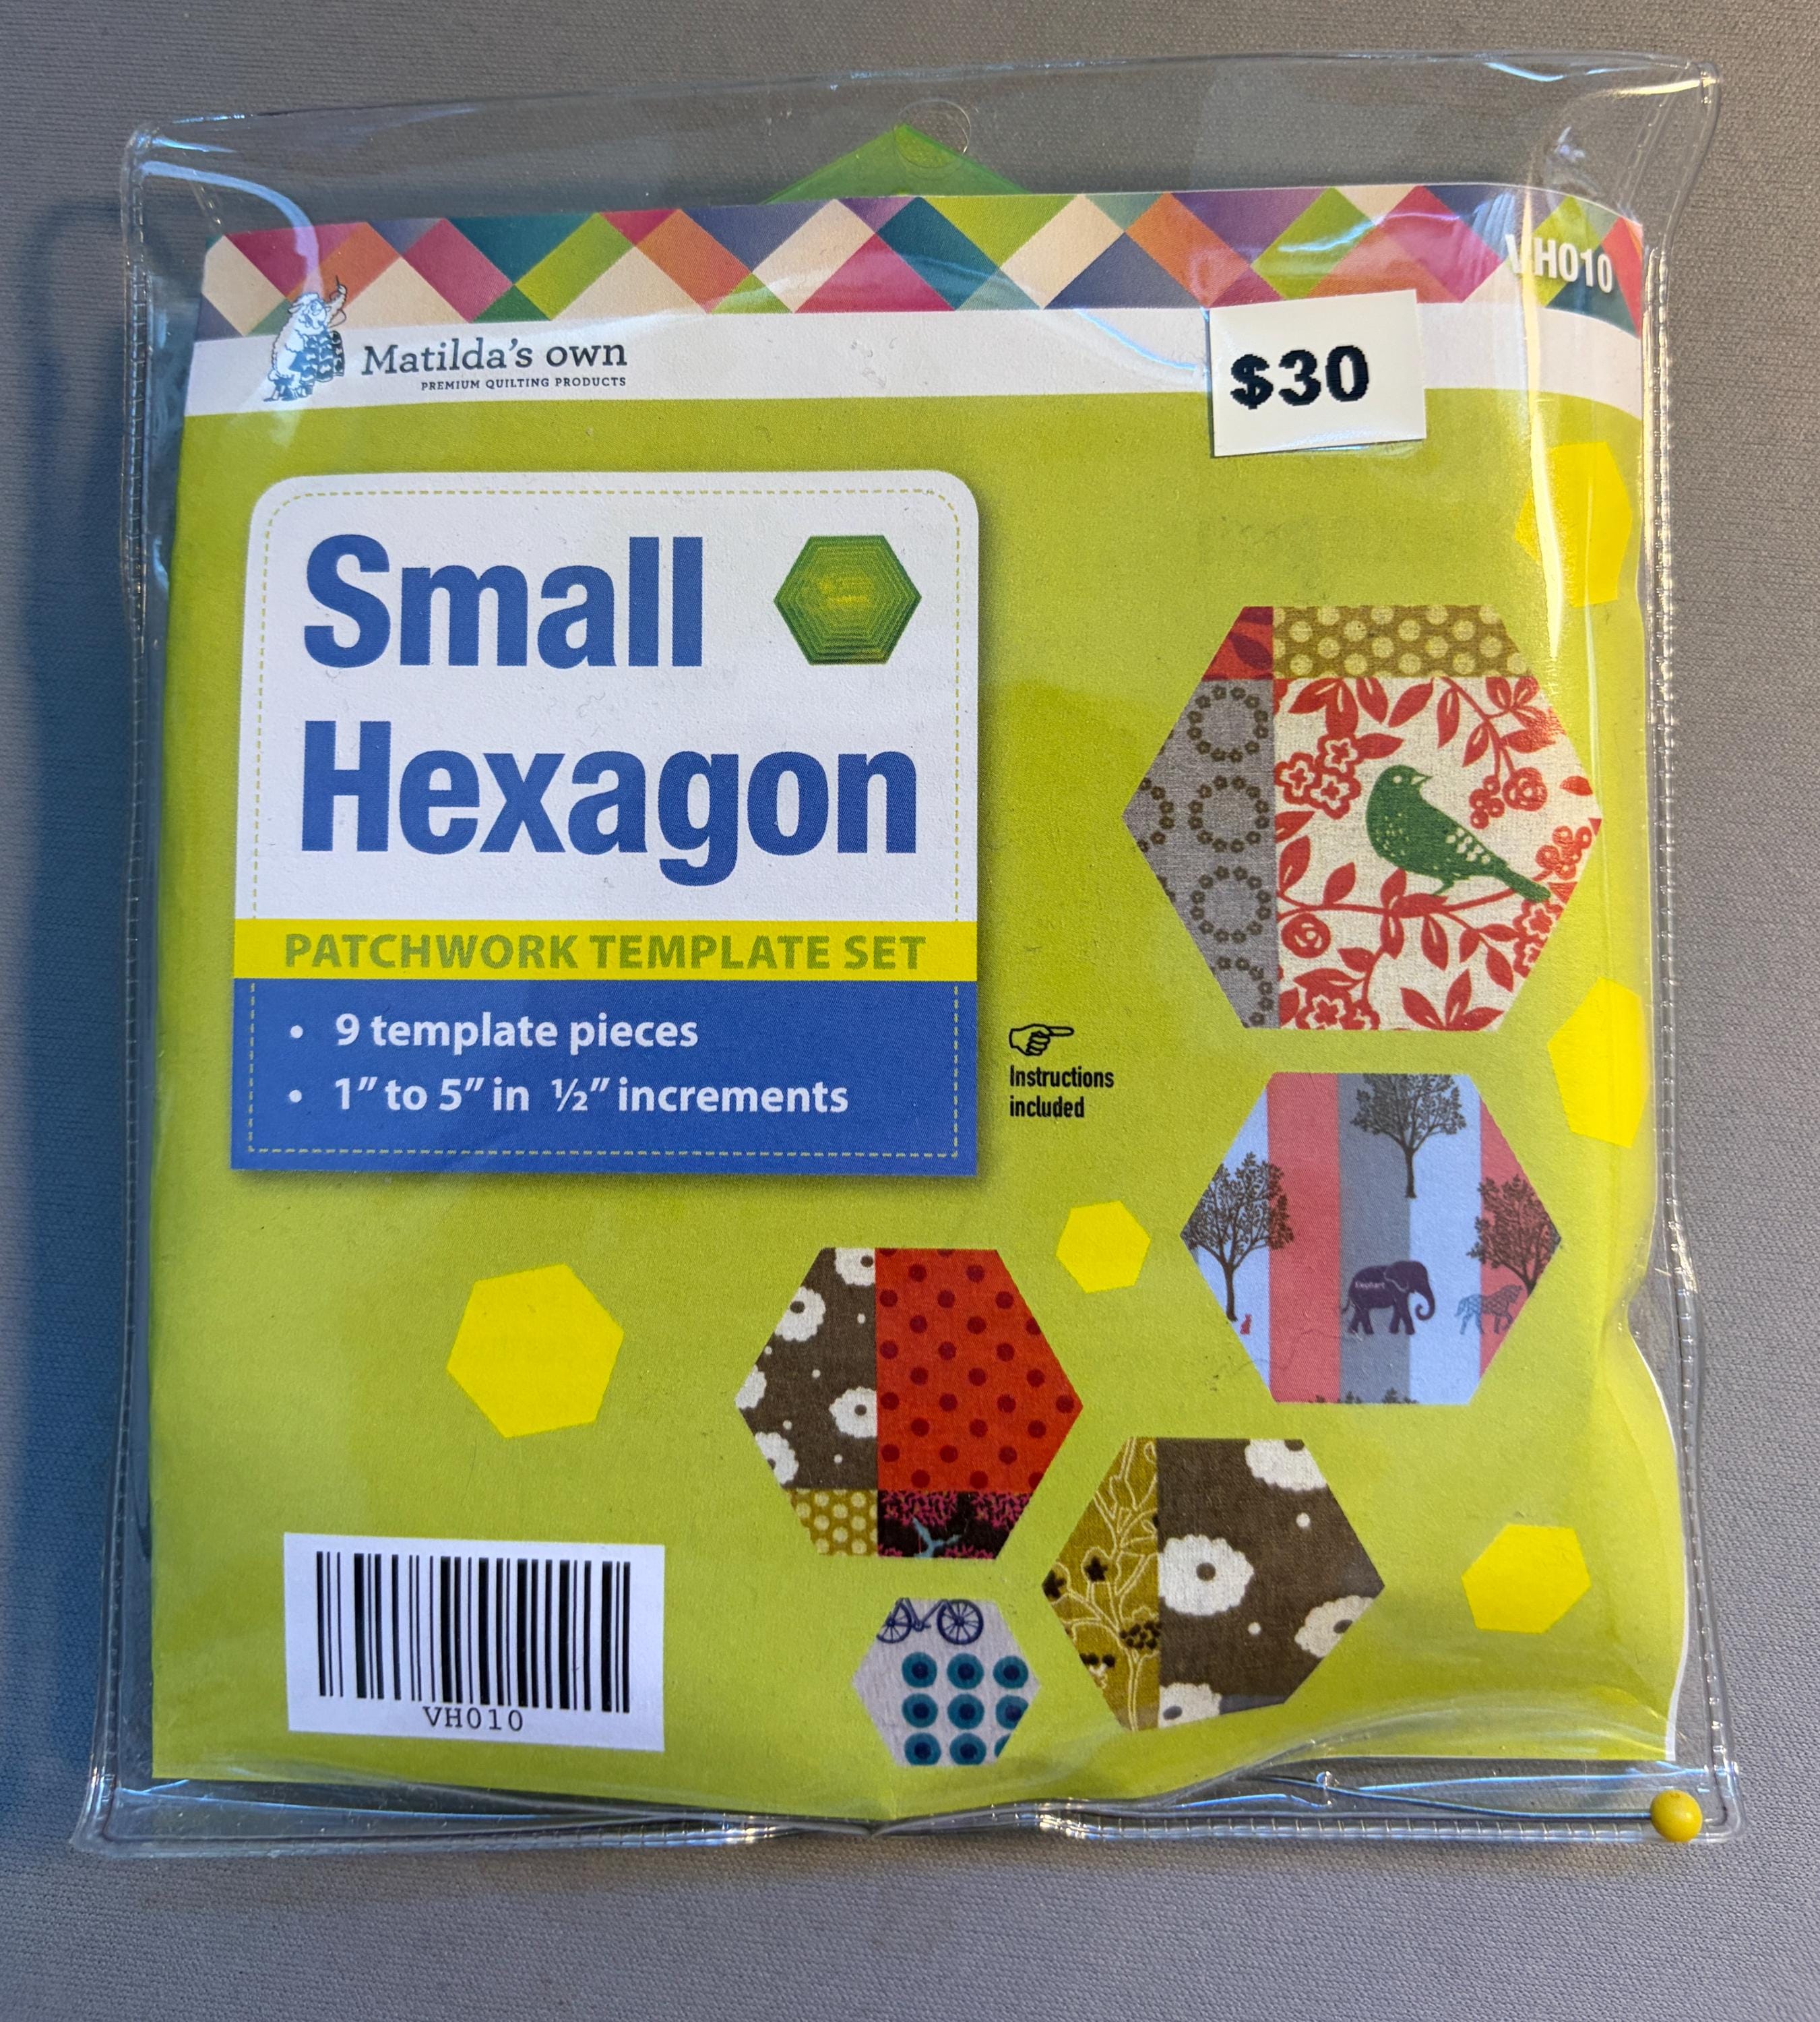 VH010
Matilda's own
PREMIUM QUILTING PRODUCTS
$30
Small
Hexagon
PATCHWORK TEMPLATE SET
• 9 template pieces
• 1" to 5" in ½" increments
Instructions
included
Elephant
VH010